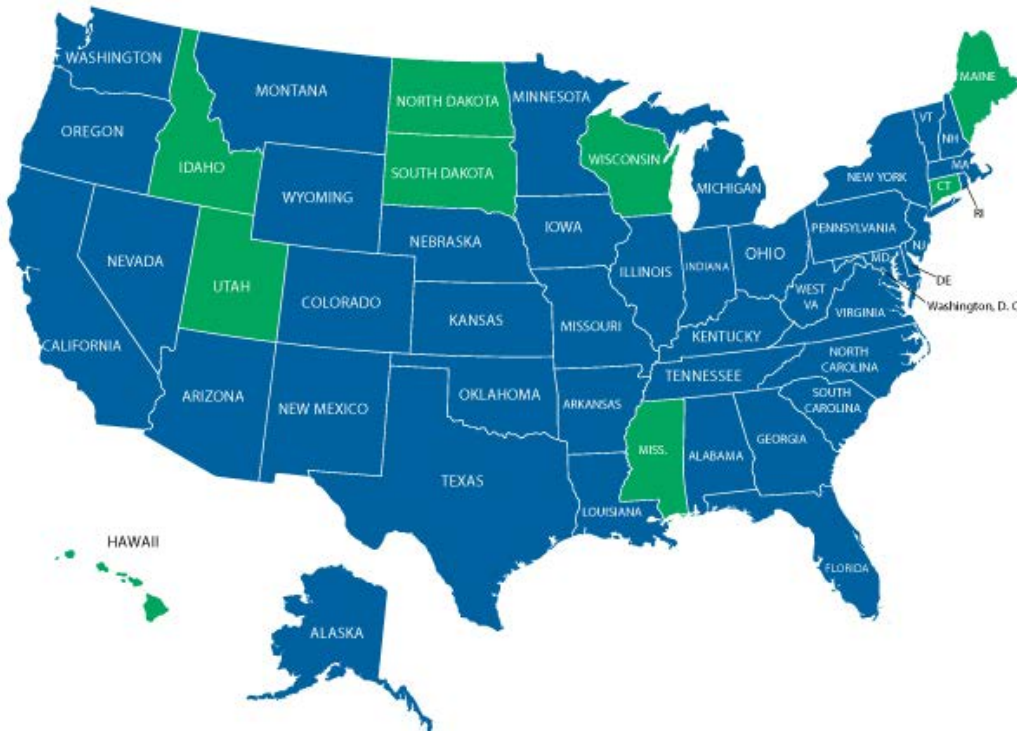 WASHINGTON
MONTANA
NORTH DAKOTA
MINNESOTA
MAINE
VT
NH
OREGON
IDAHO
SOUTH DAKOTA
WISCONSIN
MICHIGAN
NEW YORK
MA
CT
RI
WYOMING
NEBRASKA
IOWA
PENNSYLVANIA
NJ
NEVADA
UTAH
COLORADO
ILLINOIS
INDIANA
OHIO
MD
DE
WEST
VA
Washington, D. C
VIRGINIA
CALIFORNIA
KANSAS
MISSOURI
KENTUCKY
NORTH
CAROLINA
ARIZONA
NEW MEXICO
OKLAHOMA
ARKANSAS
TENNESSEE
SOUTH
CAROLINA
TEXAS
MISS.
ALABAMA
GEORGIA
LOUISIANA
FLORIDA
HAWAII
ALASKA